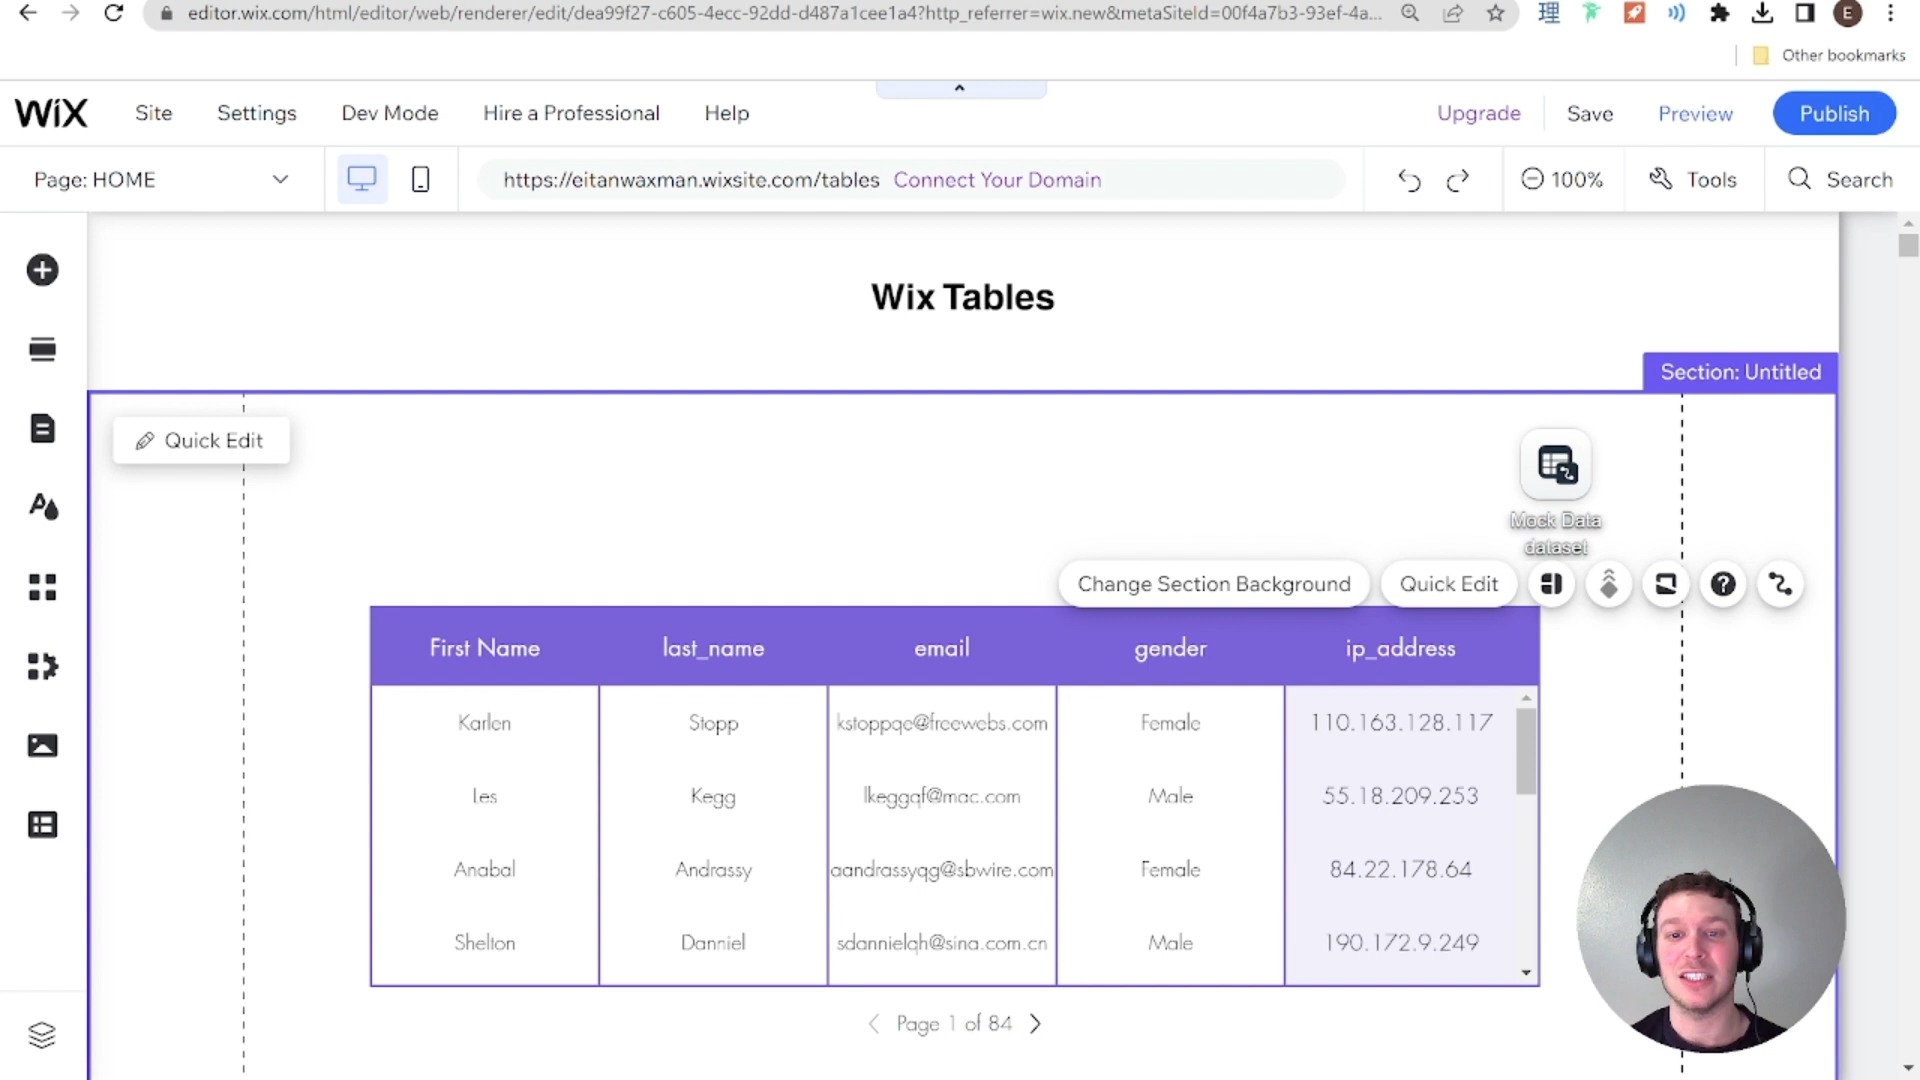 editor.wix.com/html/editor/web/renderer/edit/dea99f27-c605-4ecc-92dd-d487a1cee1a4?http_referrer=wix.new&metaSiteId=00f4a7b3-93ef-4a...
理
E
Other bookmarks
WiX Site Settings Dev Mode Hire a Professional Help Upgrade Save Preview Publish
Page: HOME https://eitanwaxman.wixsite.com/tables Connect Your Domain 100% Tools Search
Wix Tables
Section: Untitled
Quick Edit
Mock Data
dataset
Change Section Background Quick Edit ?
First Name last_name email gender ip_address
Karlen Stopp kstoppqe@freewebs.com Female 110.163.128.117
Les Kegg lkeggqf@mac.com Male 55.18.209.253
Anabal Andrassy aandrassyqg@sbwire.com Female 84.22.178.64
Shelton Danniel sdannielqh@sina.com.cn Male 190.172.9.249
Page 1 of 84